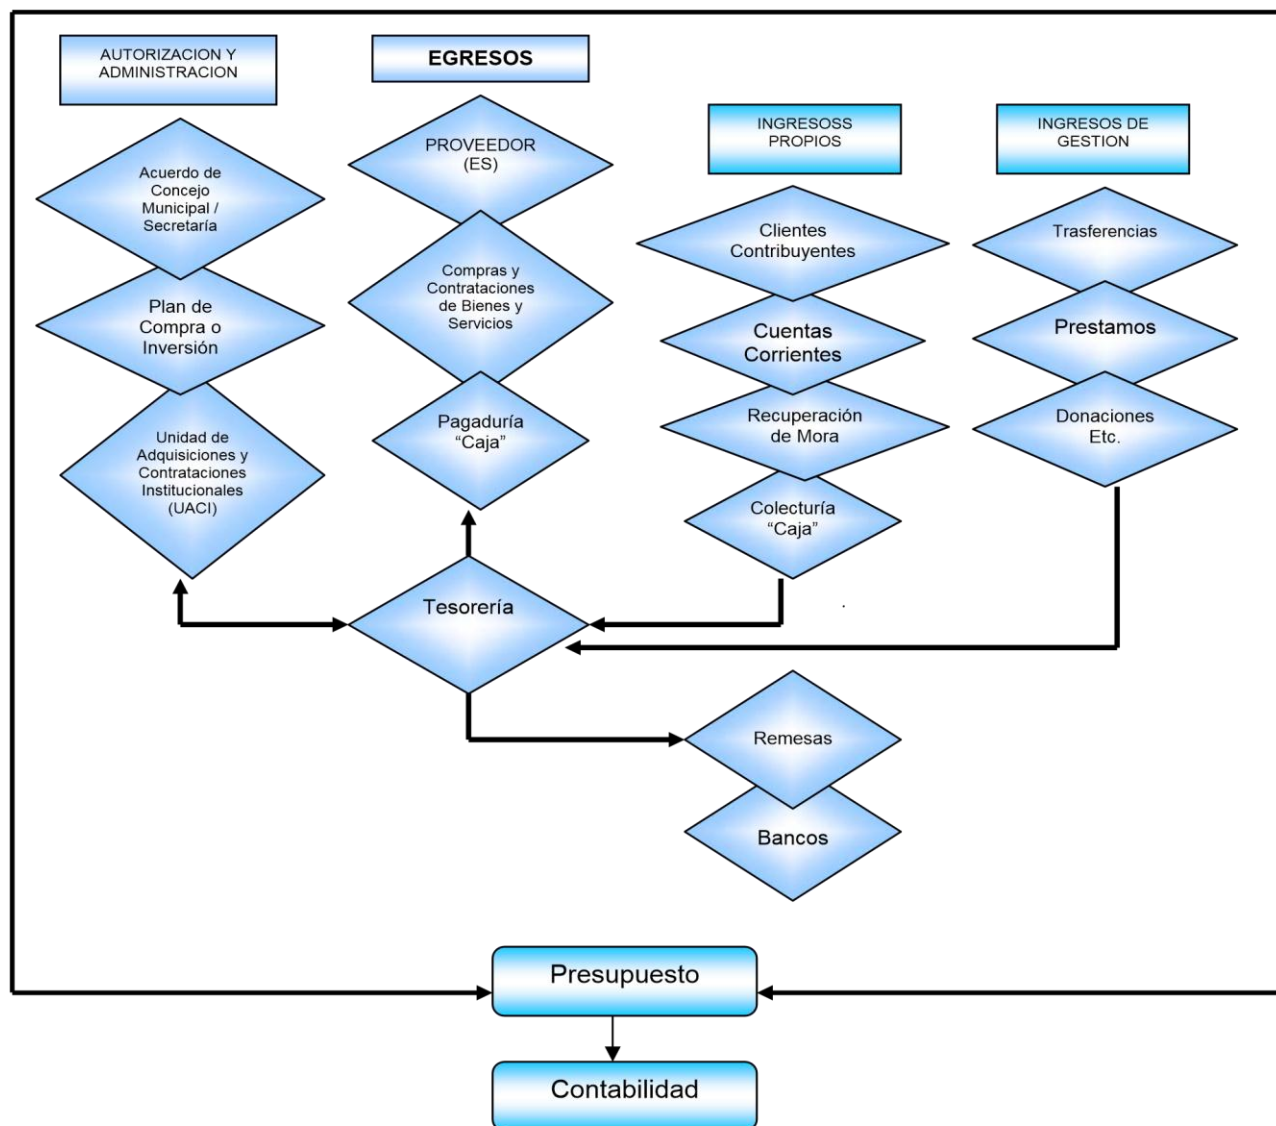 AUTORIZACION Y
ADMINISTRACION
Acuerdo de
Concejo
Municipal /
Secretaría
Plan de
Compra o
Inversión
Unidad de
Adquisiciones y
Contrataciones
Institucionales
(UACI)
EGRESOS
PROVEEDOR
(ES)
Compras y
Contrataciones
de Bienes y
Servicios
Pagaduría
“Caja”
INGRESOSS
PROPIOS
Clientes
Contribuyentes
Cuentas
Corrientes
Recuperación
de Mora
Colecturía
“Caja”
INGRESOS DE
GESTION
Trasferencias
Prestamos
Donaciones
Etc.
Tesorería
.
Remesas
Bancos
Presupuesto
Contabilidad